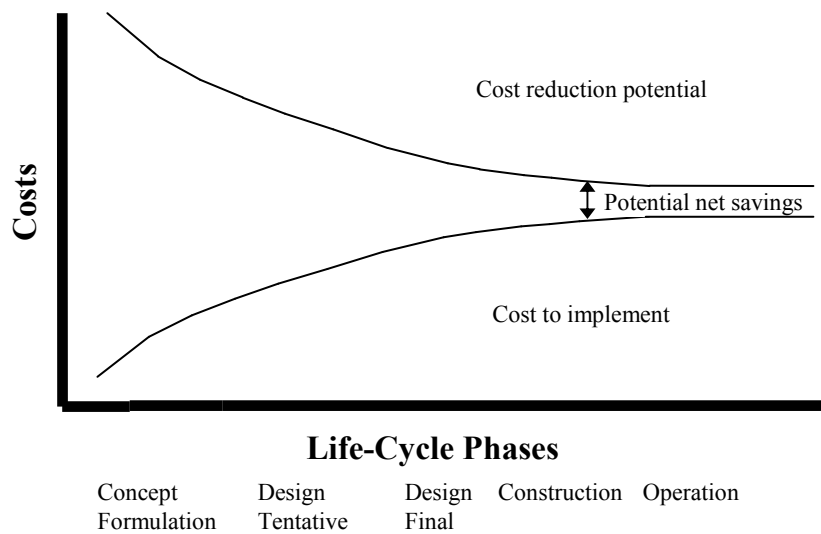 Cost reduction potential
Costs
Potential net savings
Cost to implement
Life-Cycle Phases
Concept Design Design Construction Operation
Formulation Tentative Final